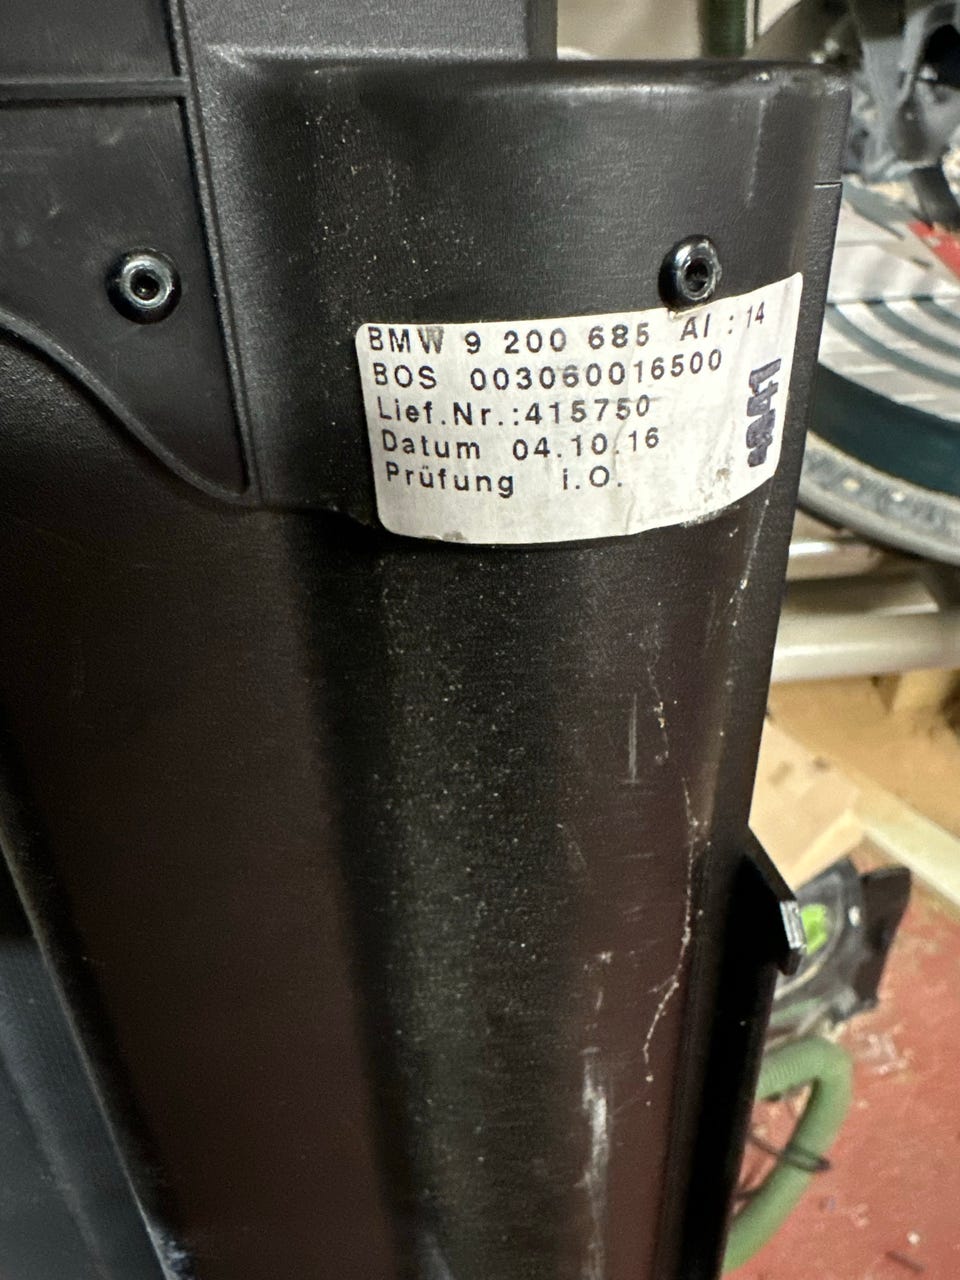 BMW 9 200 685 AI : 14
BOS 003060016500
Lief.Nr.:415750
Datum 04.10.16
Prüfung i.O.